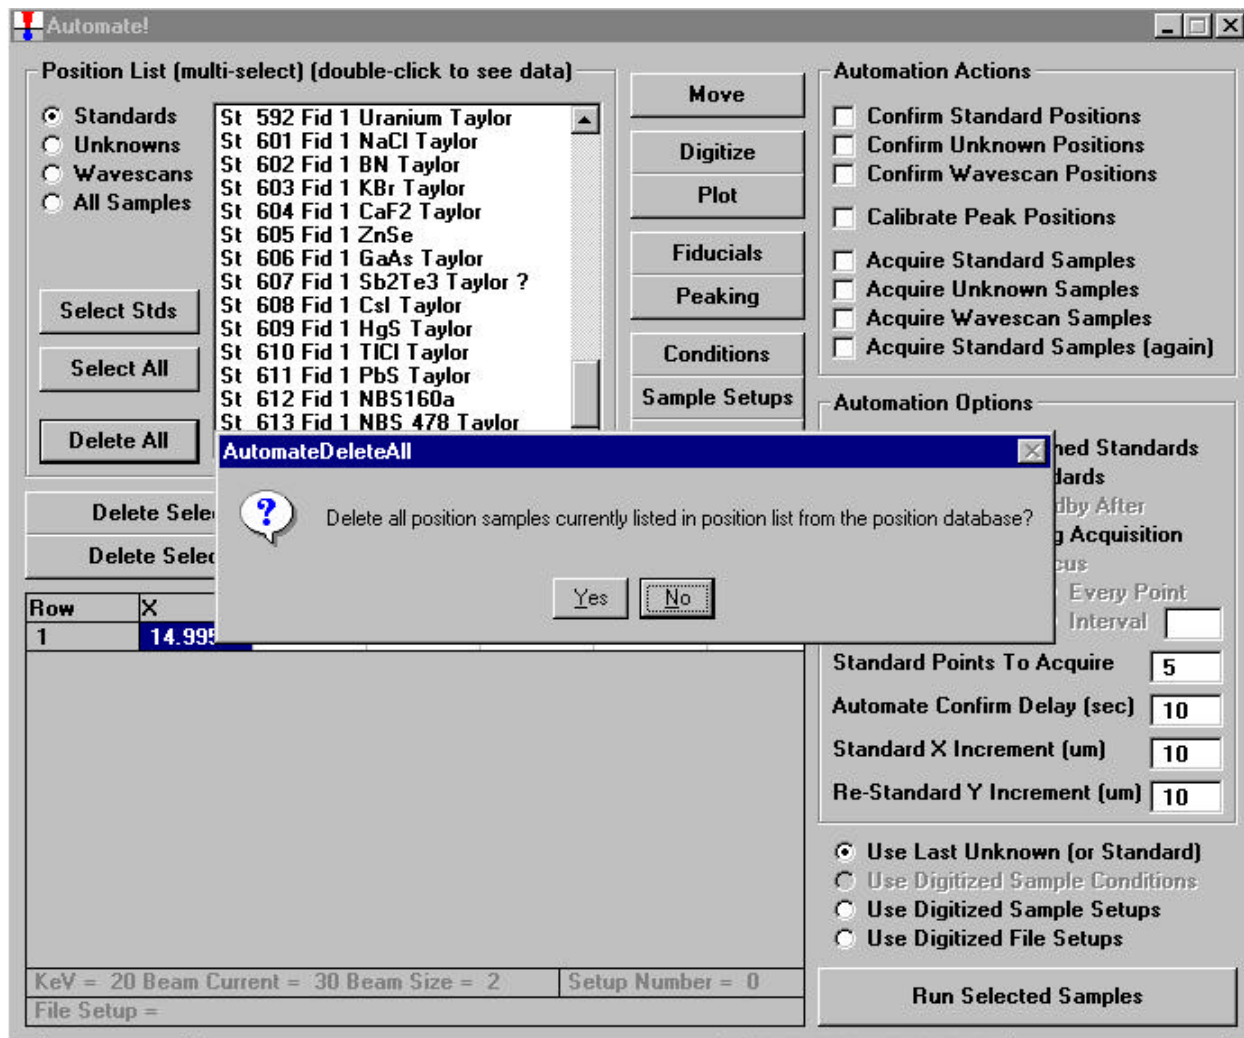 Automate!
Position List (multi-select) (double-click to see data)
Standards
Unknowns
Wavescans
All Samples
St 592 Fid 1 Uranium Taylor
St 601 Fid 1 NaCl Taylor
St 602 Fid 1 BN Taylor
St 603 Fid 1 KBr Taylor
St 604 Fid 1 CaF2 Taylor
St 605 Fid 1 ZnSe
St 606 Fid 1 GaAs Taylor
St 607 Fid 1 Sb2Te3 Taylor ?
St 608 Fid 1 CsI Taylor
St 609 Fid 1 HgS Taylor
St 610 Fid 1 TlCl Taylor
St 611 Fid 1 PbS Taylor
St 612 Fid 1 NBS160a
St 613 Fid 1 NBS 478 Taylor
Select Stds
Select All
Delete All
Move
Digitize
Plot
Fiducials
Peaking
Conditions
Sample Setups
Automation Actions
Confirm Standard Positions
Confirm Unknown Positions
Confirm Wavescan Positions
Calibrate Peak Positions
Acquire Standard Samples
Acquire Unknown Samples
Acquire Wavescan Samples
Acquire Standard Samples (again)
Automation Options
AutomateDeleteAll
Delete all position samples currently listed in position list from the position database?
Yes
No
Delete
Delete
Acquisition
After
Every Point
Interval
Standard Points To Acquire 5
Automate Confirm Delay (sec) 10
Standard X Increment (um) 10
Re-Standard Y Increment (um) 10
Row X
1 14.995
Use Last Unknown (or Standard)
Use Digitized Sample Conditions
Use Digitized Sample Setups
Use Digitized File Setups
KeV = 20 Beam Current = 30 Beam Size = 2
Setup Number = 0
File Setup =
Run Selected Samples